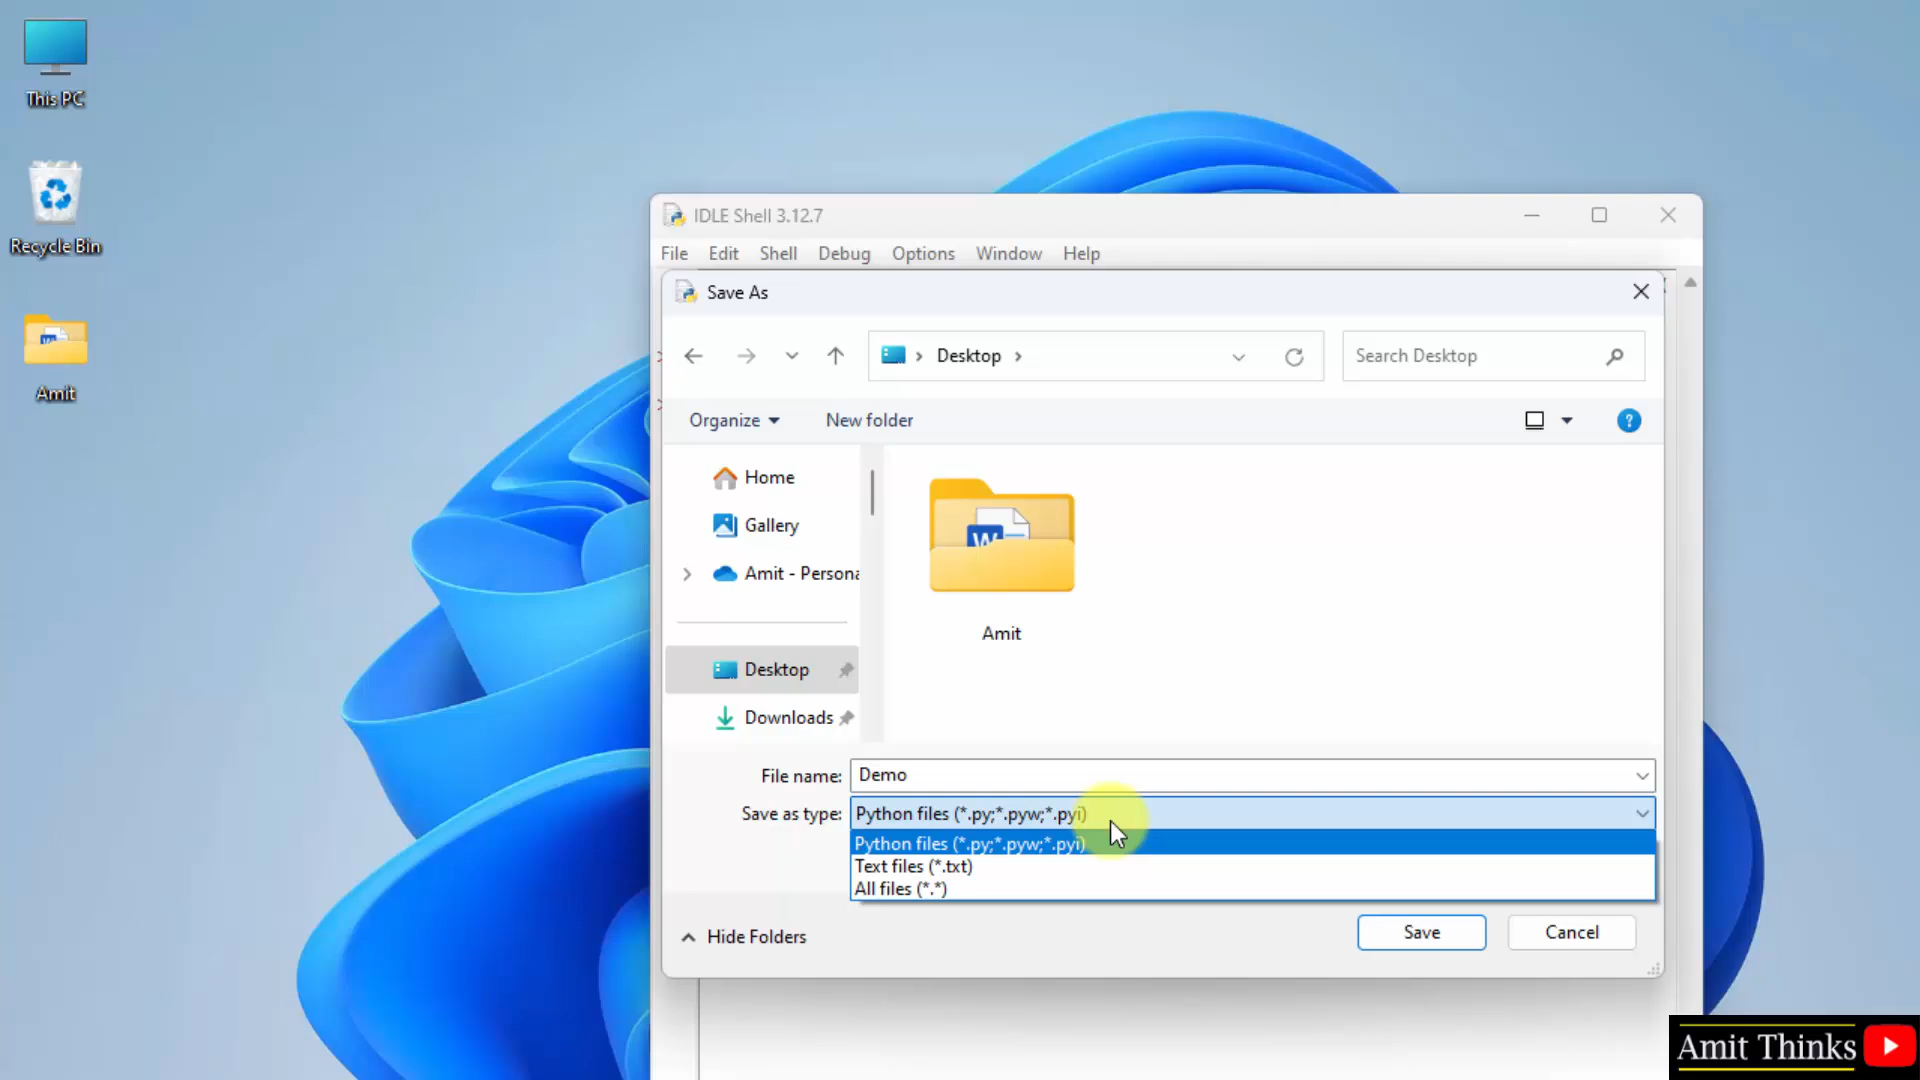 This PC
Recycle Bin
Amit
IDLE Shell 3.12.7
File Edit Shell Debug Options Window Help
Save As
Desktop
Search Desktop
Organize New folder
Home
Gallery
Amit - Persona
Desktop
Downloads
Amit
File name: Demo
Save as type: Python files (*.py;*.pyw;*.pyi)
Python files (*.py;*.pyw;*.pyi)
Text files (*.txt)
All files (*.*)
Hide Folders
Save Cancel
Amit Thinks